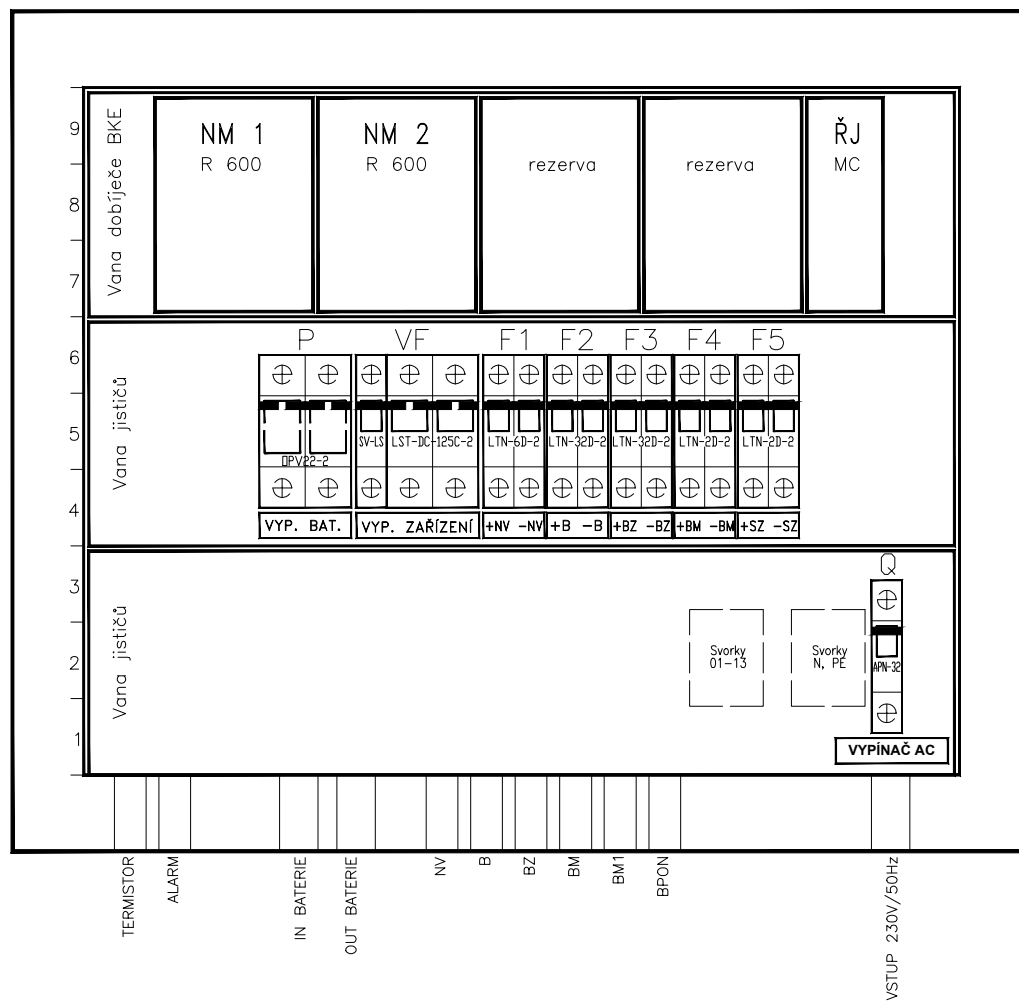 9
8
7
6
5
4
3
2
1
Vana dobíječe BKE
NM 1
R 600
NM 2
R 600
rezerva
rezerva
ŘJ
MC
Vana jističů
P
VF
F1
F2
F3
F4
F5
OPV22-2
SV-LS
LST-DC-125C-2
LTN-6D-2
LTN-32D-2
LTN-32D-2
LTN-2D-2
LTN-2D-2
VYP. BAT.
VYP. ZAŘÍZENÍ
+NV -NV
+B -B
+BZ -BZ
+BM -BM
+SZ -SZ
Vana jističů
Svorky
01-13
Svorky
N, PE
Q
APN-32
VYPÍNAČ AC
TERMISTOR
ALARM
IN BATERIE
OUT BATERIE
NV
B
BZ
BM
BM1
BPON
VSTUP 230V/50Hz